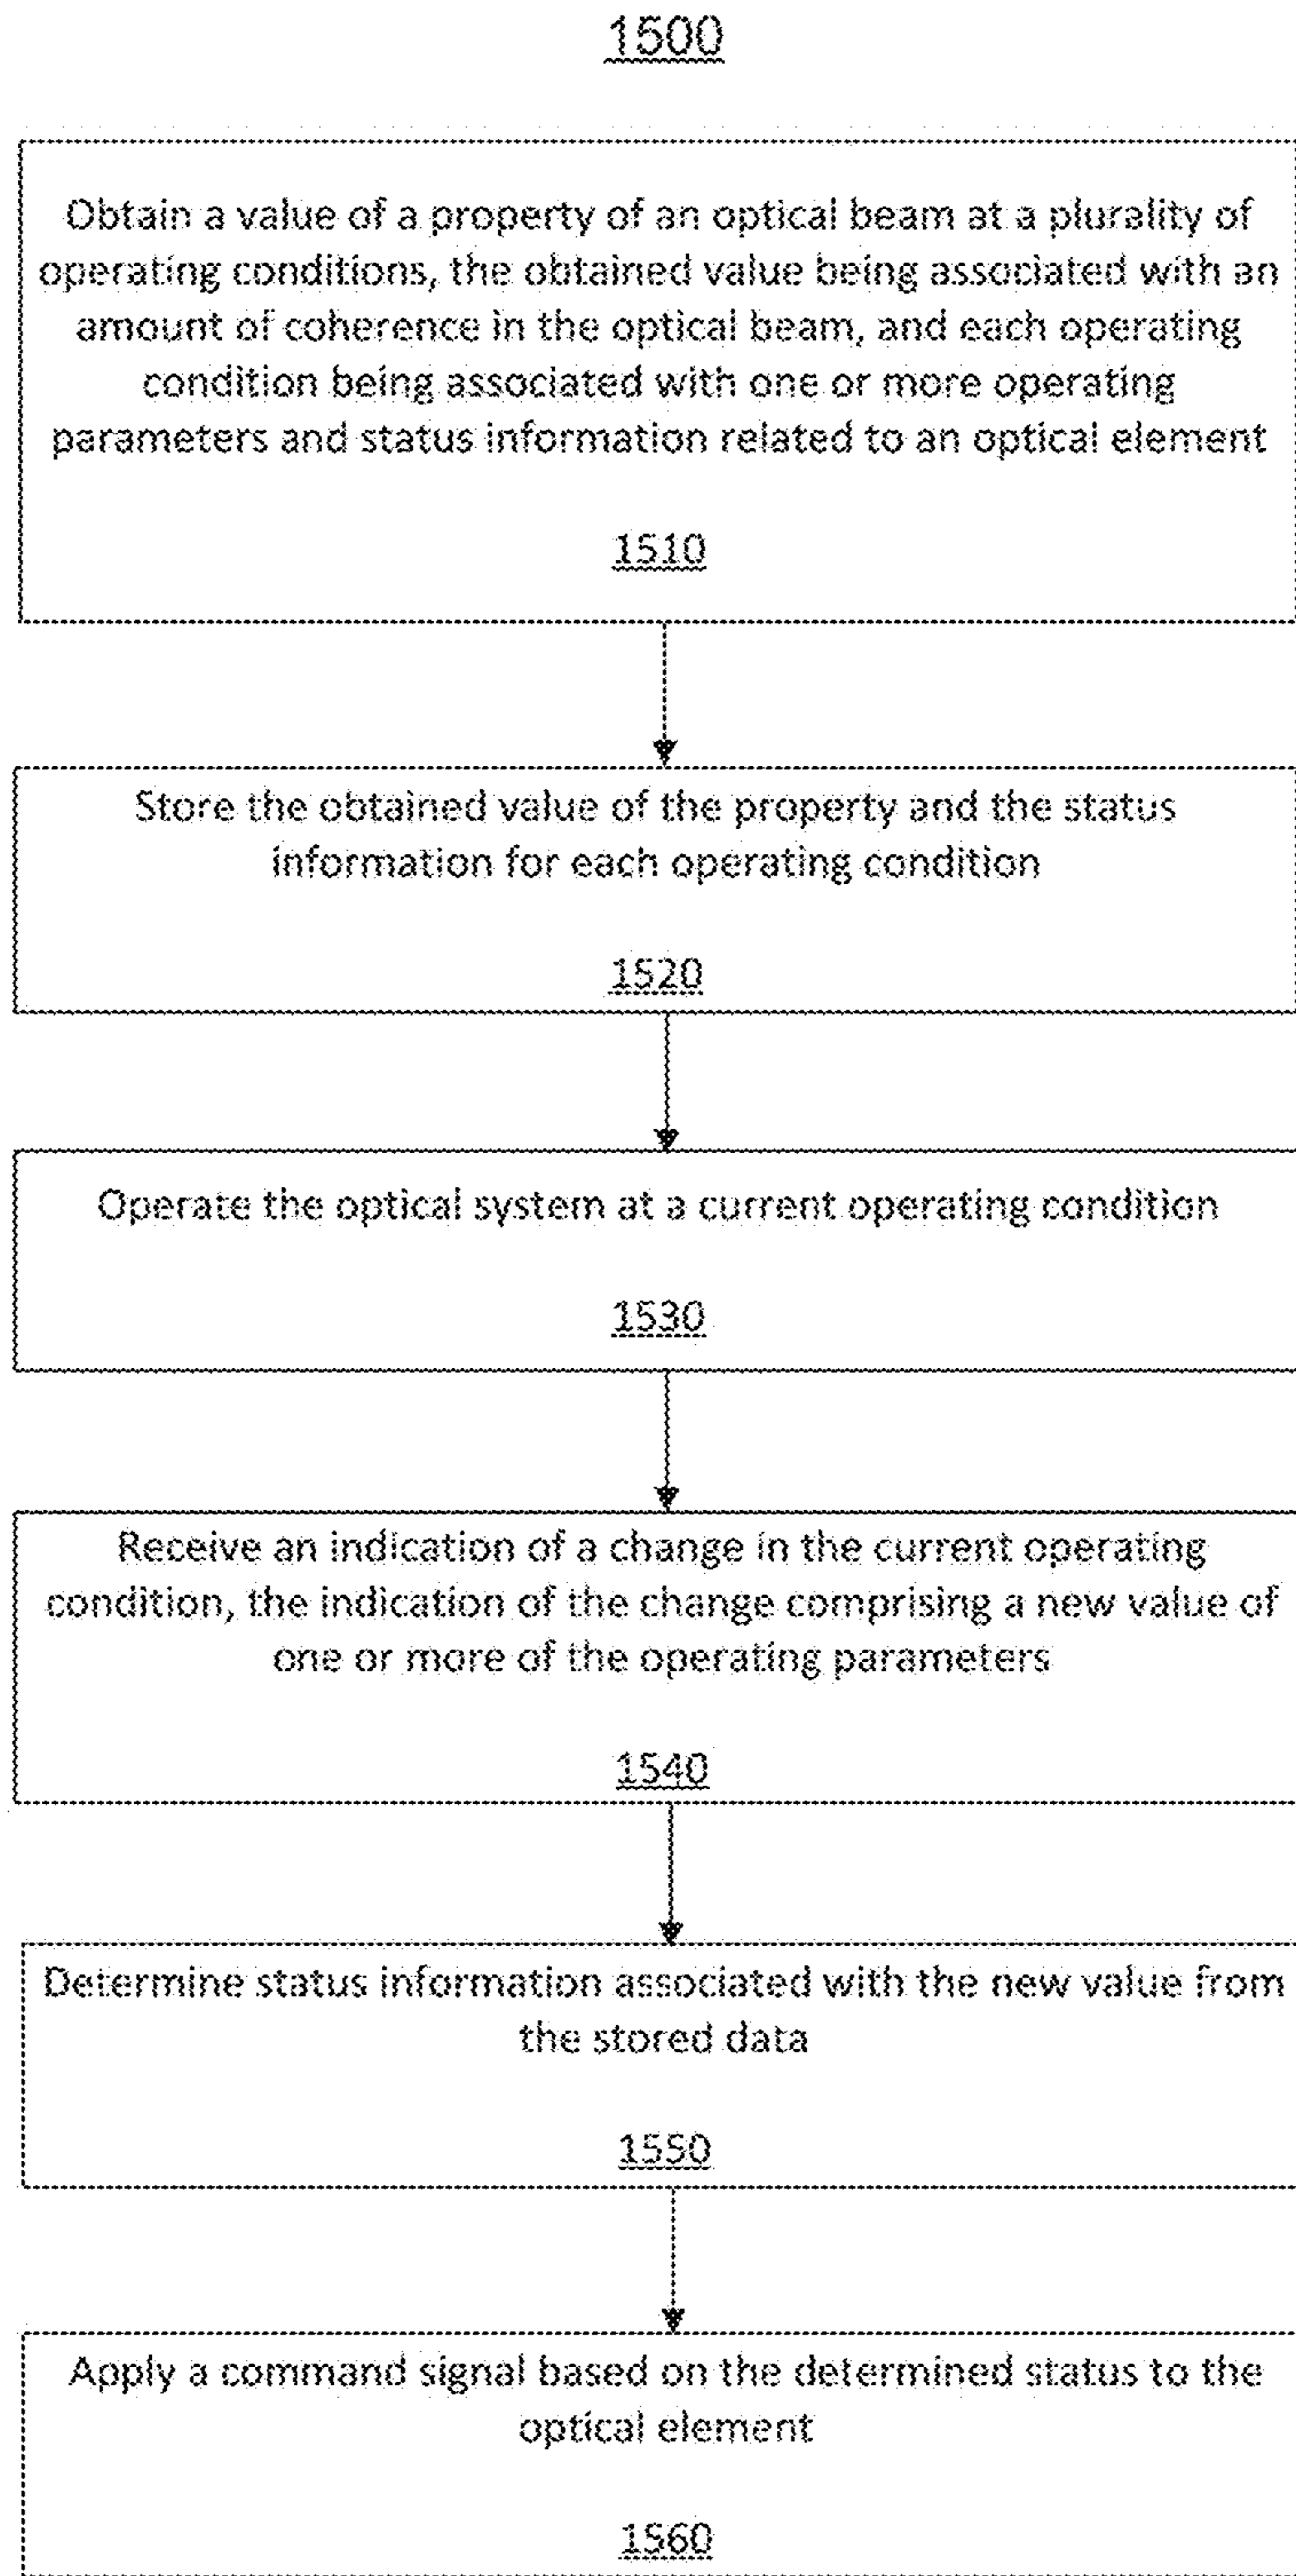 1500
Obtain a value of a property of an optical beam at a plurality of
operating conditions, the obtained value being associated with an
amount of coherence in the optical beam, and each operating
condition being associated with one or more operating
parameters and status information related to an optical element
1510
Store the obtained value of the property and the status
information for each operating condition
1520
Operate the optical system at a current operating condition
1530
Receive an indication of a change in the current operating
condition, the indication of the change comprising a new value of
one or more of the operating parameters
1540
Determine status information associated with the new value from
the stored data
1550
Apply a command signal based on the determined status to the
optical element
1560